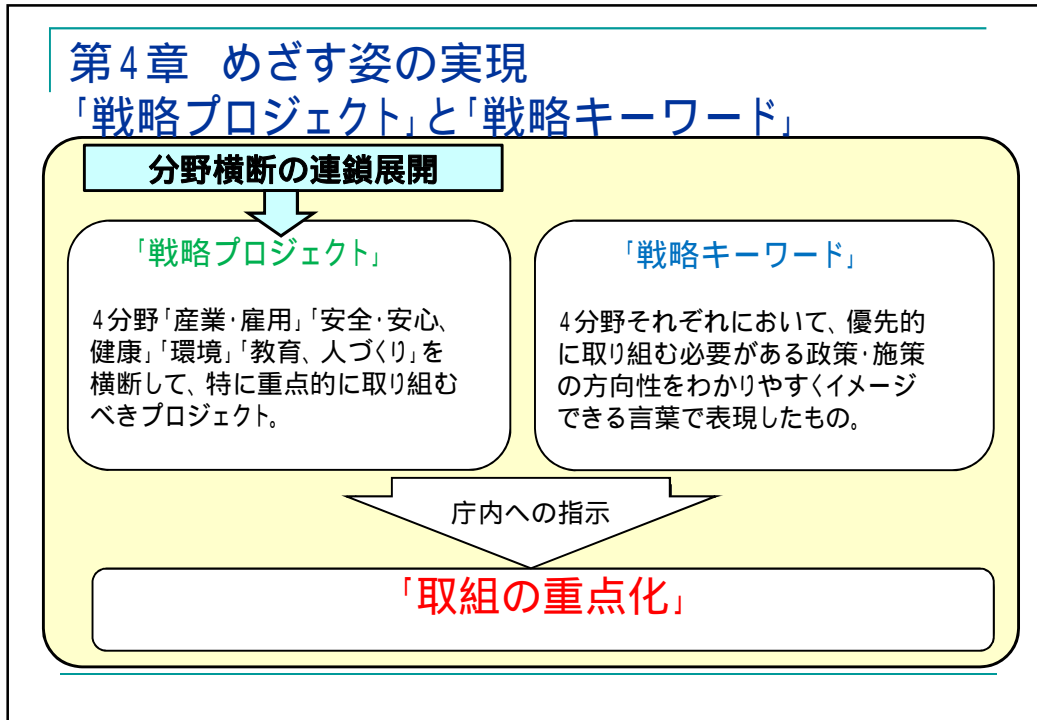 第4章 めざす姿の実現
「戦略プロジェクト」と「戦略キーワード」
分野横断の連鎖展開
「戦略プロジェクト」
4分野「産業・雇用」「安全・安心、
健康」「環境」「教育、人づくり」を
横断して、特に重点的に取り組む
べきプロジェクト。
「戦略キーワード」
4分野それぞれにおいて、優先的
に取り組む必要がある政策・施策
の方向性をわかりやすくイメージ
できる言葉で表現したもの。
庁内への指示
「取組の重点化」